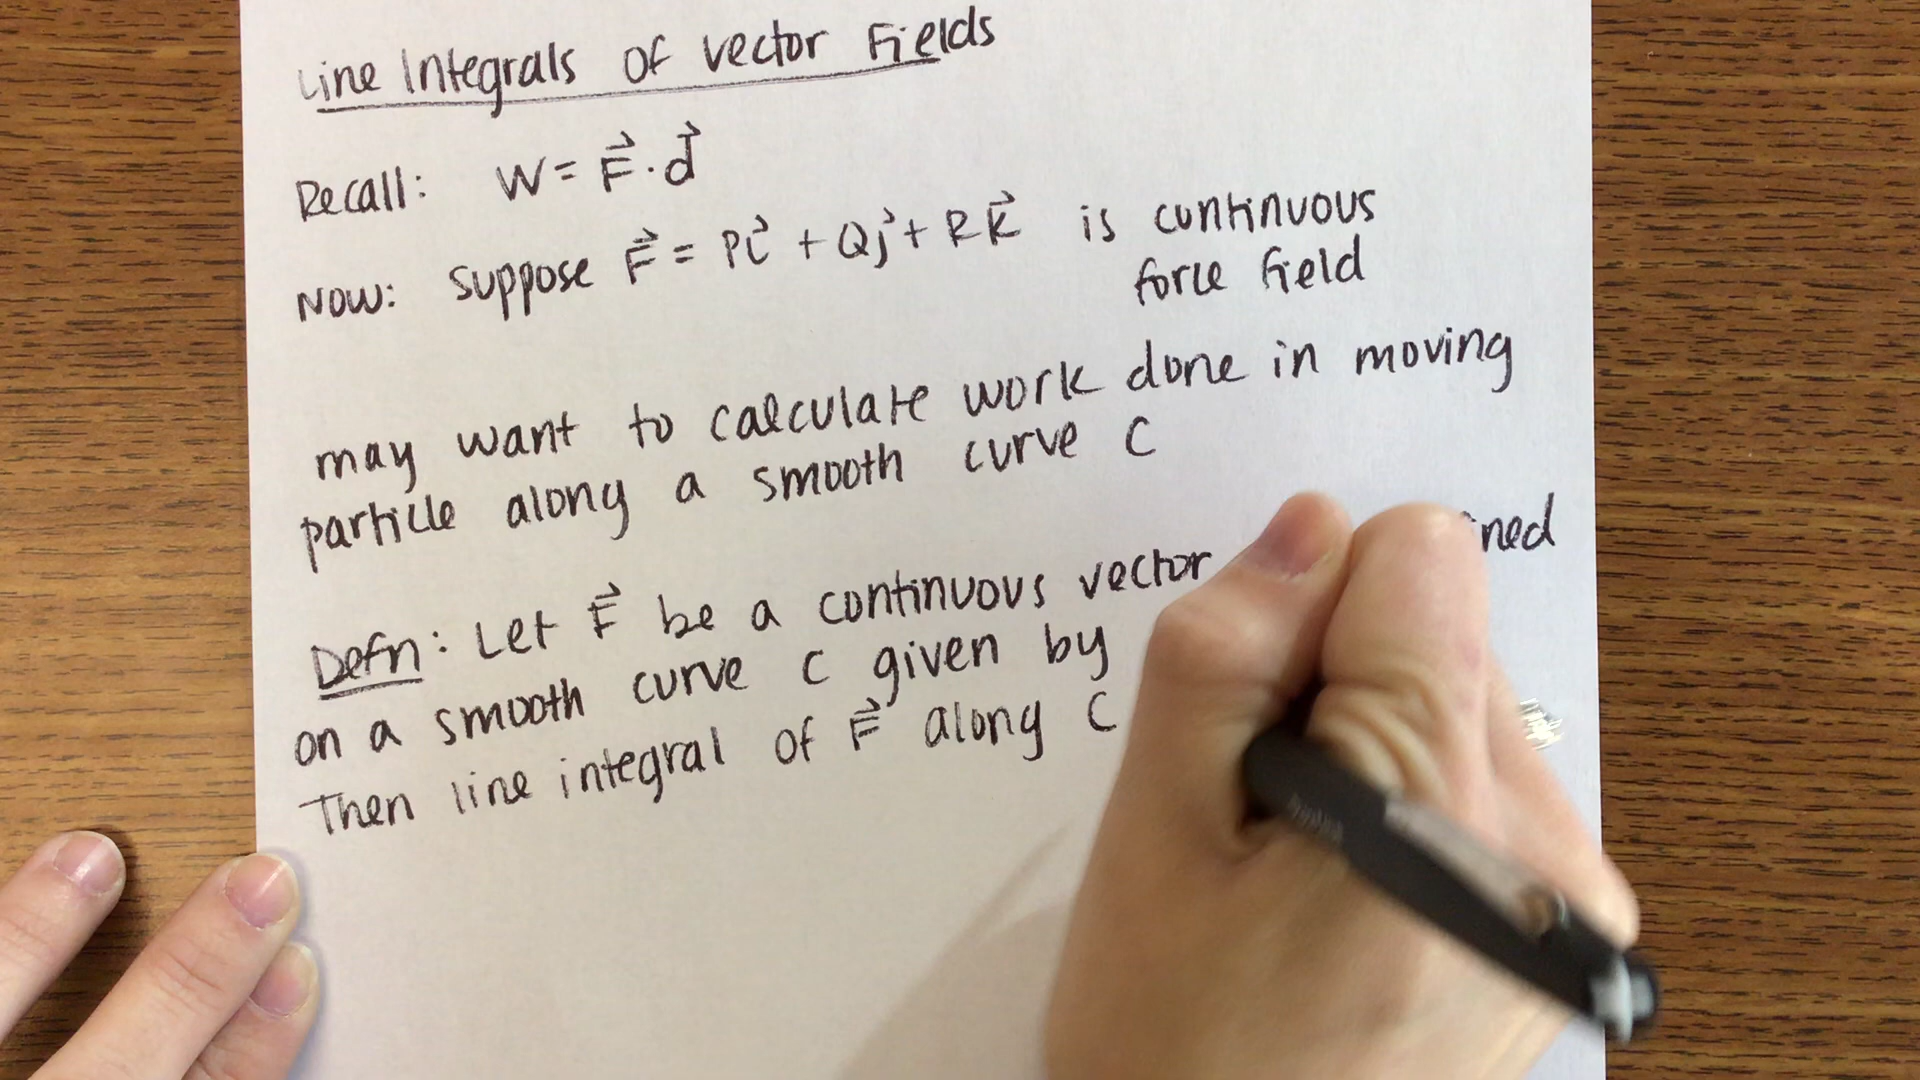 Line Integrals of Vector Fields
Recall: W = F⃗ · d⃗
Now: suppose F⃗ = Pi⃗ + Qj⃗ + Rk⃗ is continuous
force field
may want to calculate work done in moving
particle along a smooth curve C
Defn: Let F⃗ be a continuous vector
on a smooth curve C given by
Then line integral of F⃗ along C